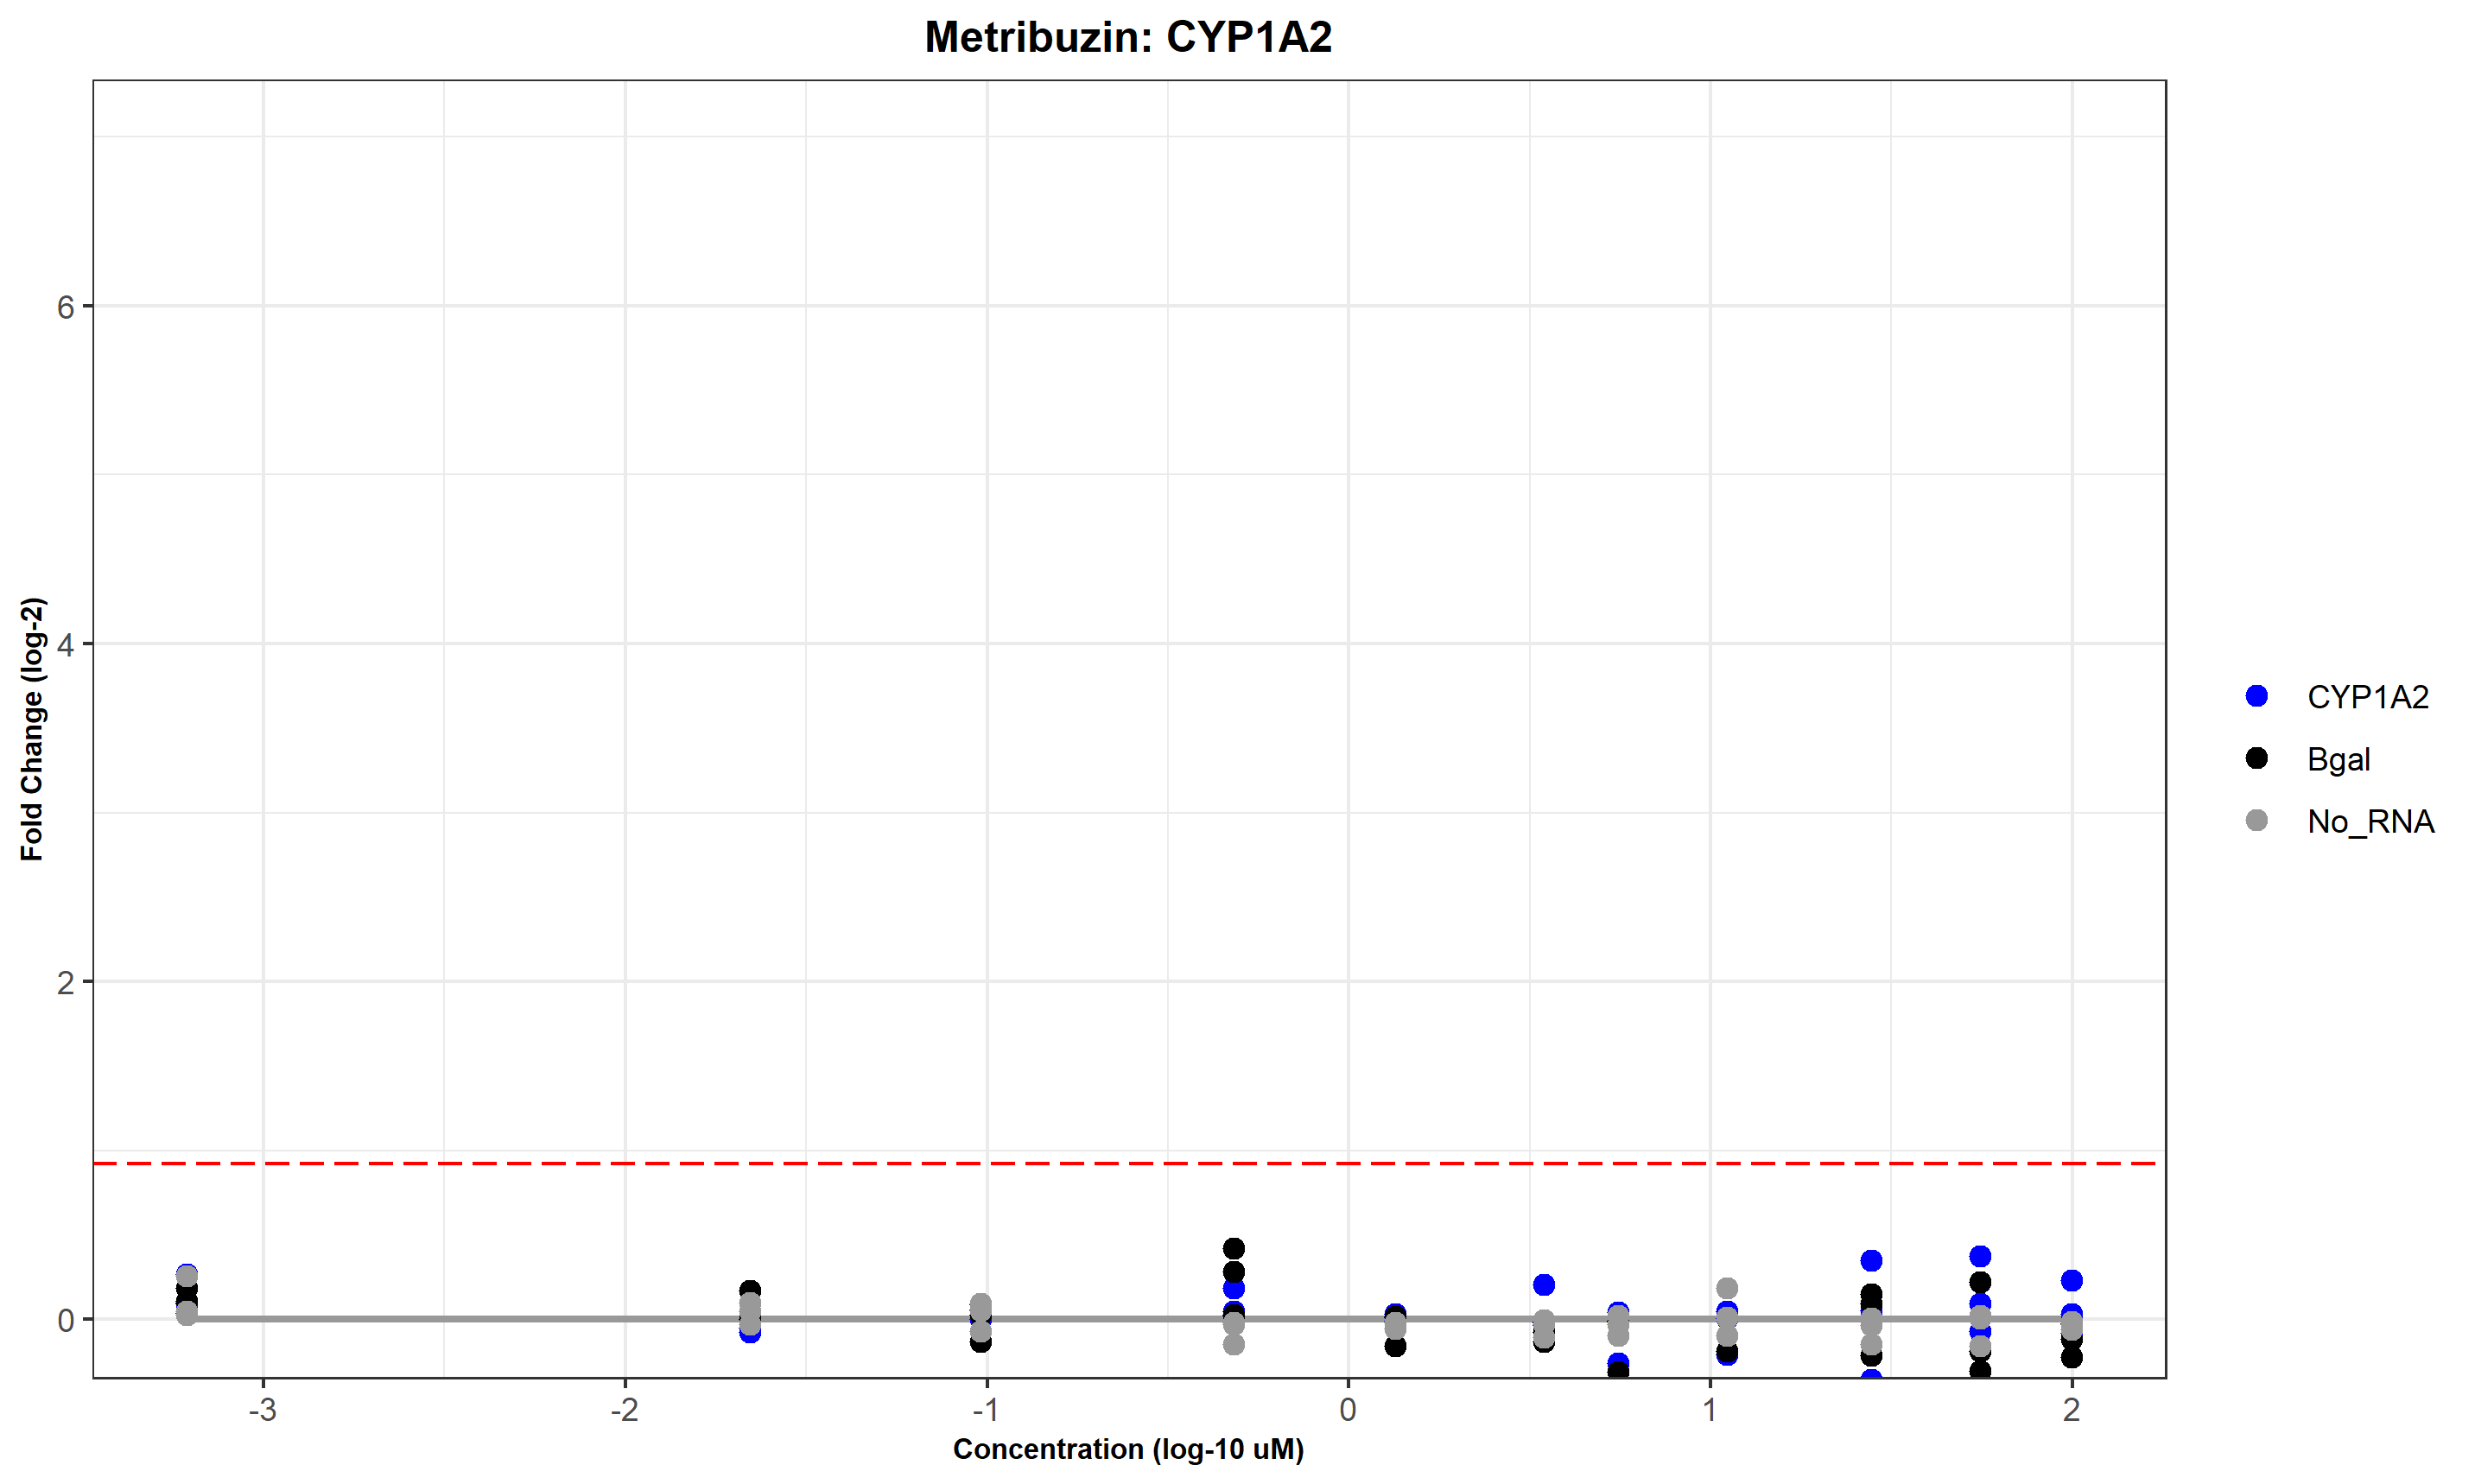 Metribuzin: CYP1A2
Fold Change (log-2)
6
4
2
0
-3
-2
-1
0
1
2
Concentration (log-10 uM)
CYP1A2
Bgal
No_RNA